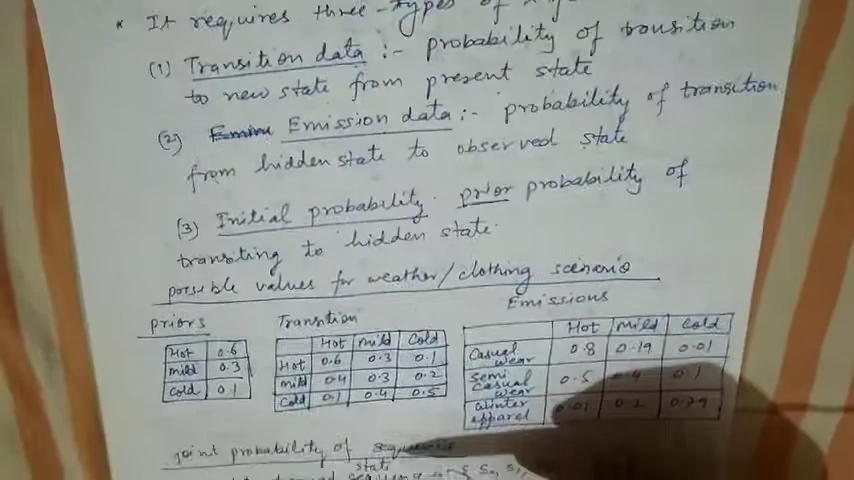 * It requires three-types of
(1) Transition data :- probability of transition
to new state from present state
(2) Emission data :- probability of transition
from hidden state to observed state
(3) Initial probability. prior probability of
transiting to hidden state.
possible values for weather/clothing scenario
priors
Hot 0.6
mild 0.3
cold 0.1
Transition
Hot mild Cold
Hot 0.6 0.3 0.1
mild 0.4 0.3 0.2
Cold 0.1 0.4 0.5
Emissions
Hot mild Cold
Casual wear 0.8 0.19 0.01
Semi casual wear 0.5 0.4 0.1
winter apparel 0.01 0.2 0.79
joint probability of
state